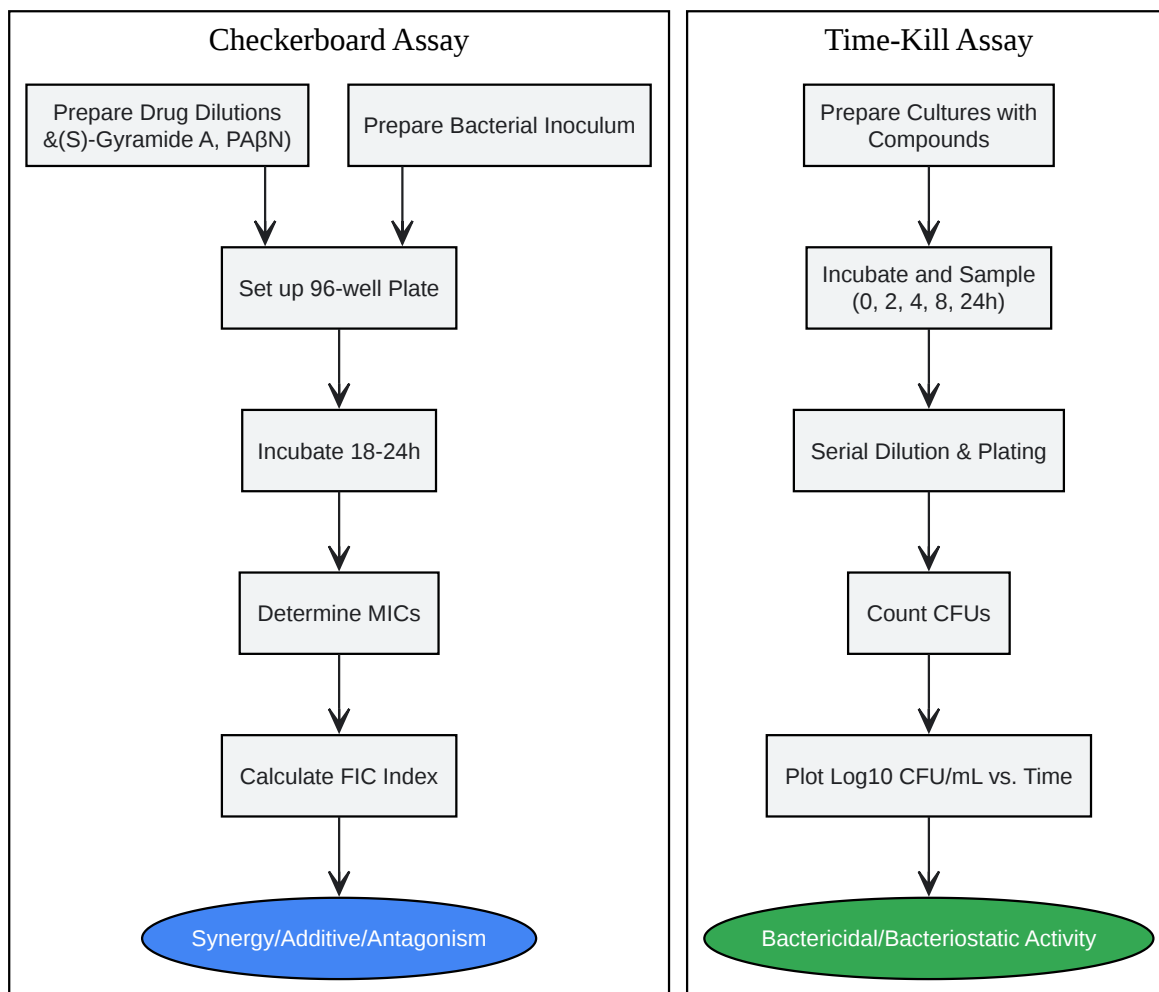 Checkerboard Assay
Prepare Drug Dilutions
&(S)-Gyramide A, PAβN)
Prepare Bacterial Inoculum
Set up 96-well Plate
Incubate 18-24h
Determine MICs
Calculate FIC Index
Synergy/Additive/Antagonism
Time-Kill Assay
Prepare Cultures with
Compounds
Incubate and Sample
(0, 2, 4, 8, 24h)
Serial Dilution & Plating
Count CFUs
Plot Log10 CFU/mL vs. Time
Bactericidal/Bacteriostatic Activity